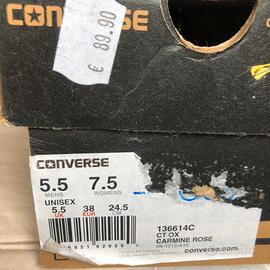 CONVERSE
€ 89.90
CONVERSE
5.5 7.5
MENS WOMENS
UNISEX
5.5 38 24.5
UK EUR CM
136614C
CT OX
CARMINE ROSE
converse.com